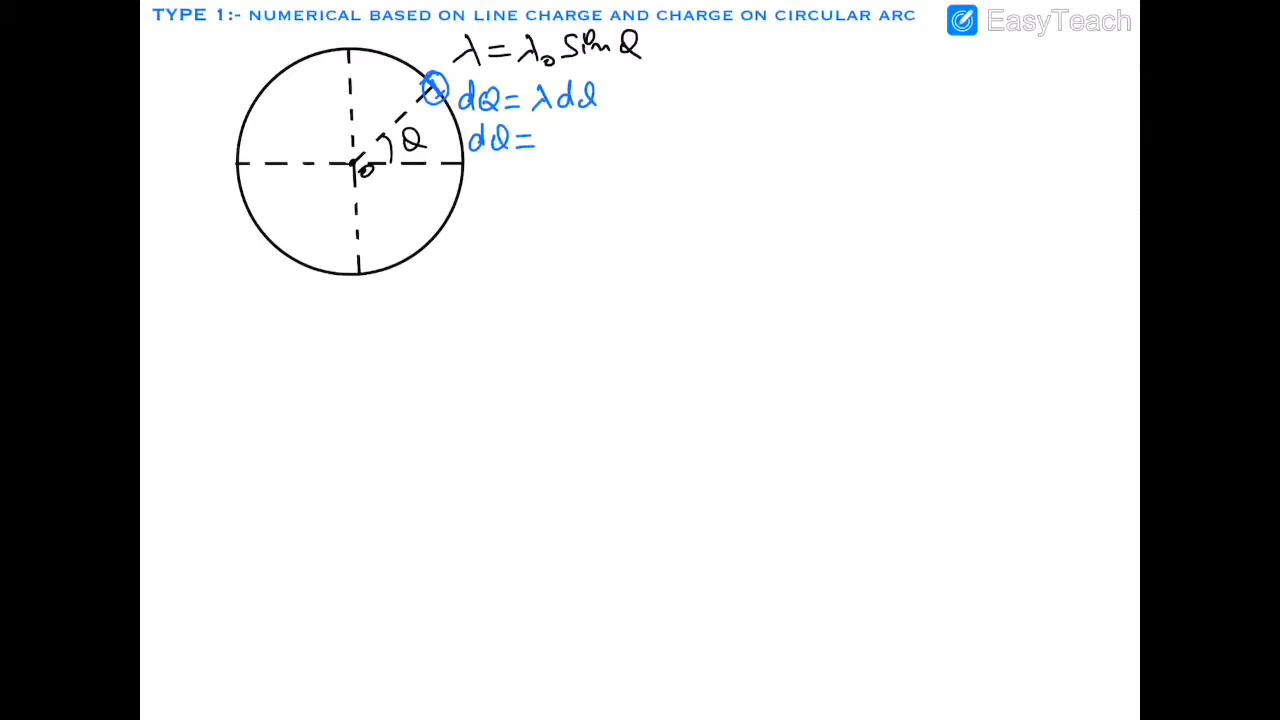 TYPE 1:- NUMERICAL BASED ON LINE CHARGE AND CHARGE ON CIRCULAR ARC
EasyTeach
λ = λ₀ Sin θ
dQ = λ dl
dQ =
θ
O